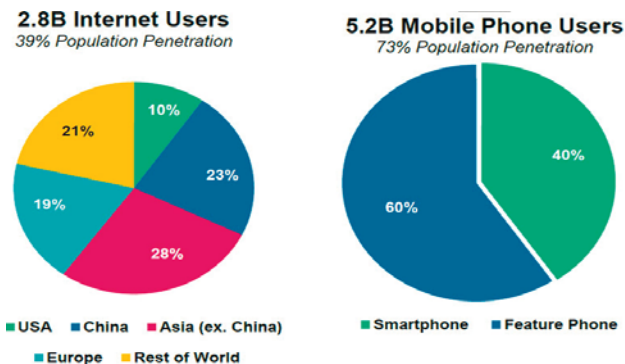 2.8B Internet Users
39% Population Penetration
10%
23%
28%
19%
21%
USA China Asia (ex. China)
Europe Rest of World
5.2B Mobile Phone Users
73% Population Penetration
40%
60%
Smartphone Feature Phone